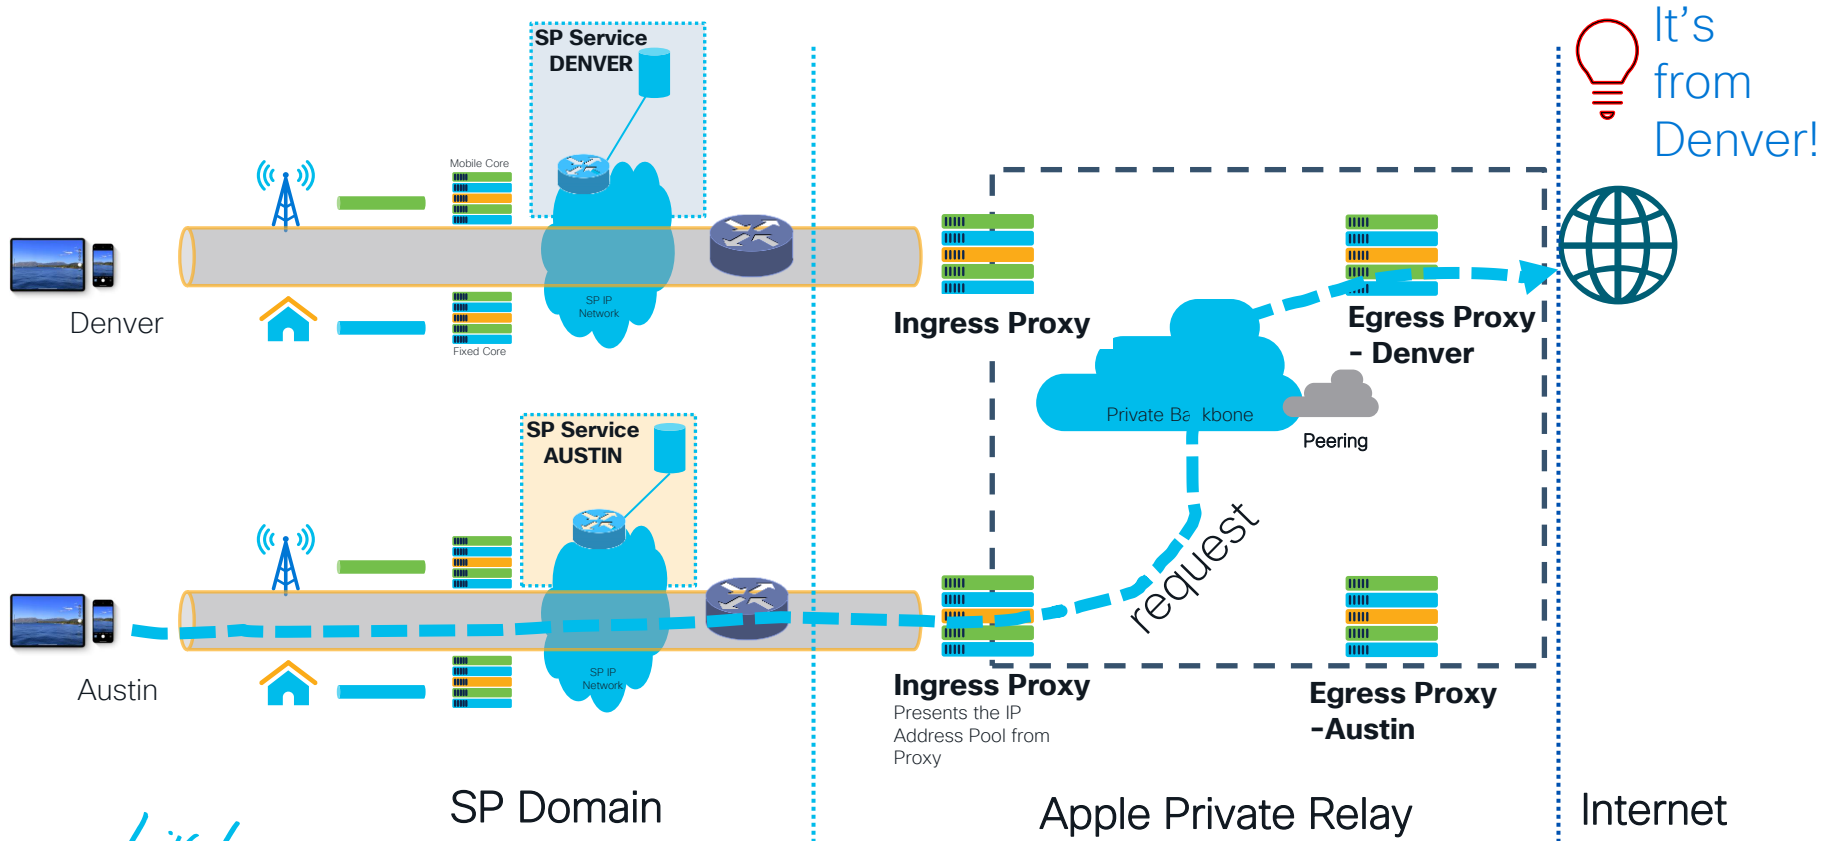 It's
from
Denver!
SP Service
DENVER
Mobile Core
SP IP
Network
Fixed Core
Denver
Ingress Proxy
Egress Proxy
- Denver
Private Ba kbone
Peering
SP Service
AUSTIN
request
SP IP
Network
Austin
Ingress Proxy
Presents the IP
Address Pool from
Proxy
Egress Proxy
-Austin
SP Domain
Apple Private Relay
Internet